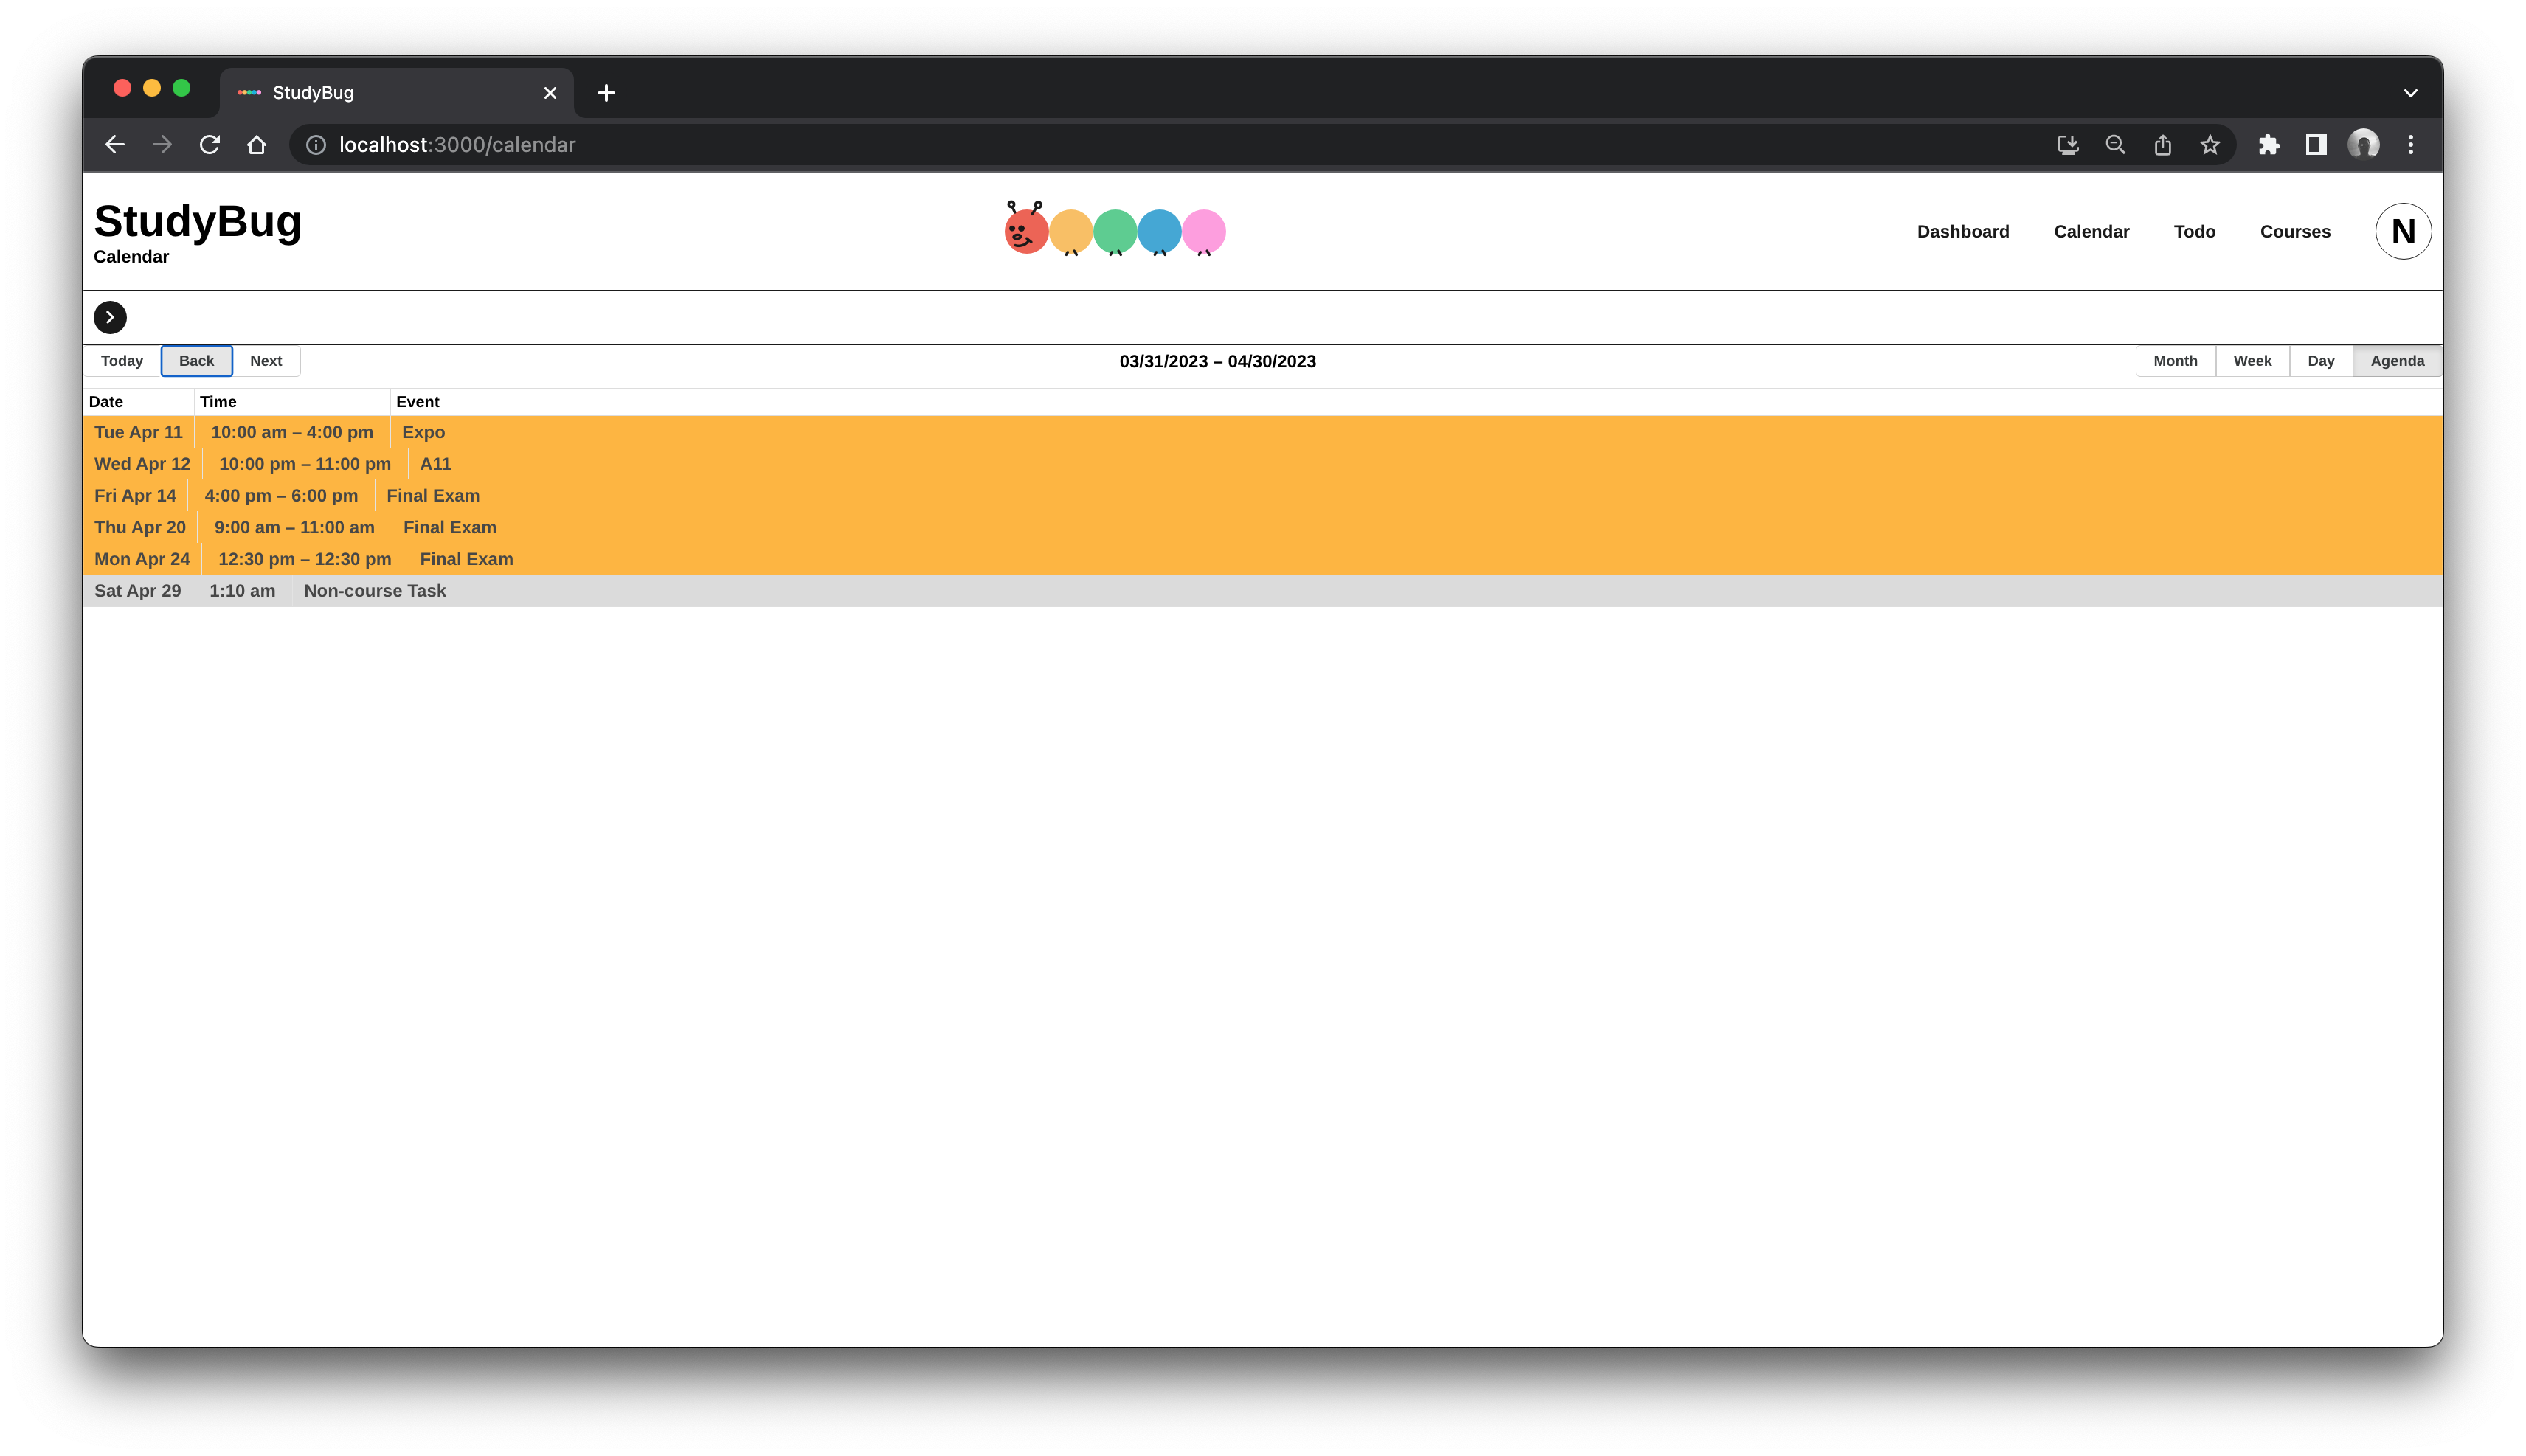 StudyBug
localhost:3000/calendar
StudyBug
Calendar
Dashboard Calendar Todo Courses N
Today Back Next 03/31/2023 – 04/30/2023 Month Week Day Agenda
Date Time Event
Tue Apr 11 10:00 am – 4:00 pm Expo
Wed Apr 12 10:00 pm – 11:00 pm A11
Fri Apr 14 4:00 pm – 6:00 pm Final Exam
Thu Apr 20 9:00 am – 11:00 am Final Exam
Mon Apr 24 12:30 pm – 12:30 pm Final Exam
Sat Apr 29 1:10 am Non-course Task